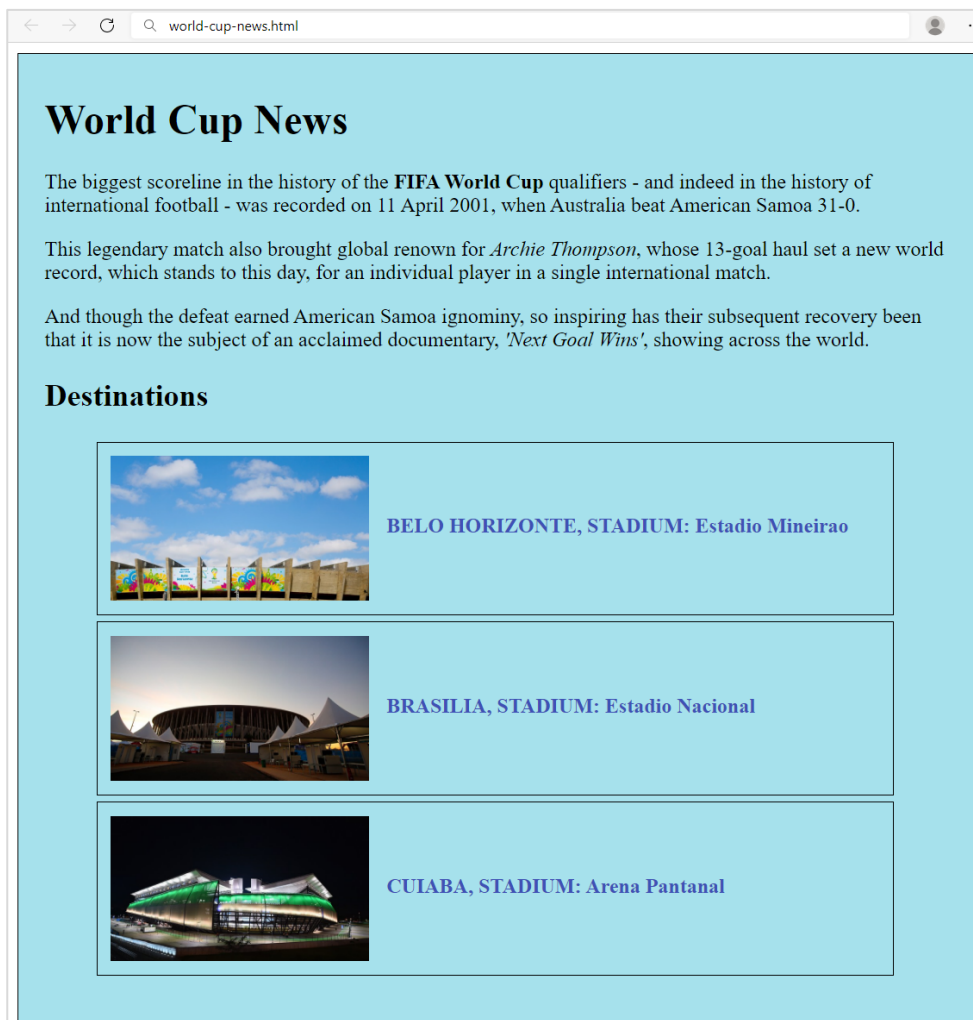 world-cup-news.html
World Cup News
The biggest scoreline in the history of the FIFA World Cup qualifiers - and indeed in the history of
international football - was recorded on 11 April 2001, when Australia beat American Samoa 31-0.
This legendary match also brought global renown for Archie Thompson, whose 13-goal haul set a new world
record, which stands to this day, for an individual player in a single international match.
And though the defeat earned American Samoa ignominy, so inspiring has their subsequent recovery been
that it is now the subject of an acclaimed documentary, 'Next Goal Wins', showing across the world.
Destinations
BELO HORIZONTE, STADIUM: Estadio Mineirao
BRASILIA, STADIUM: Estadio Nacional
CUIABA, STADIUM: Arena Pantanal